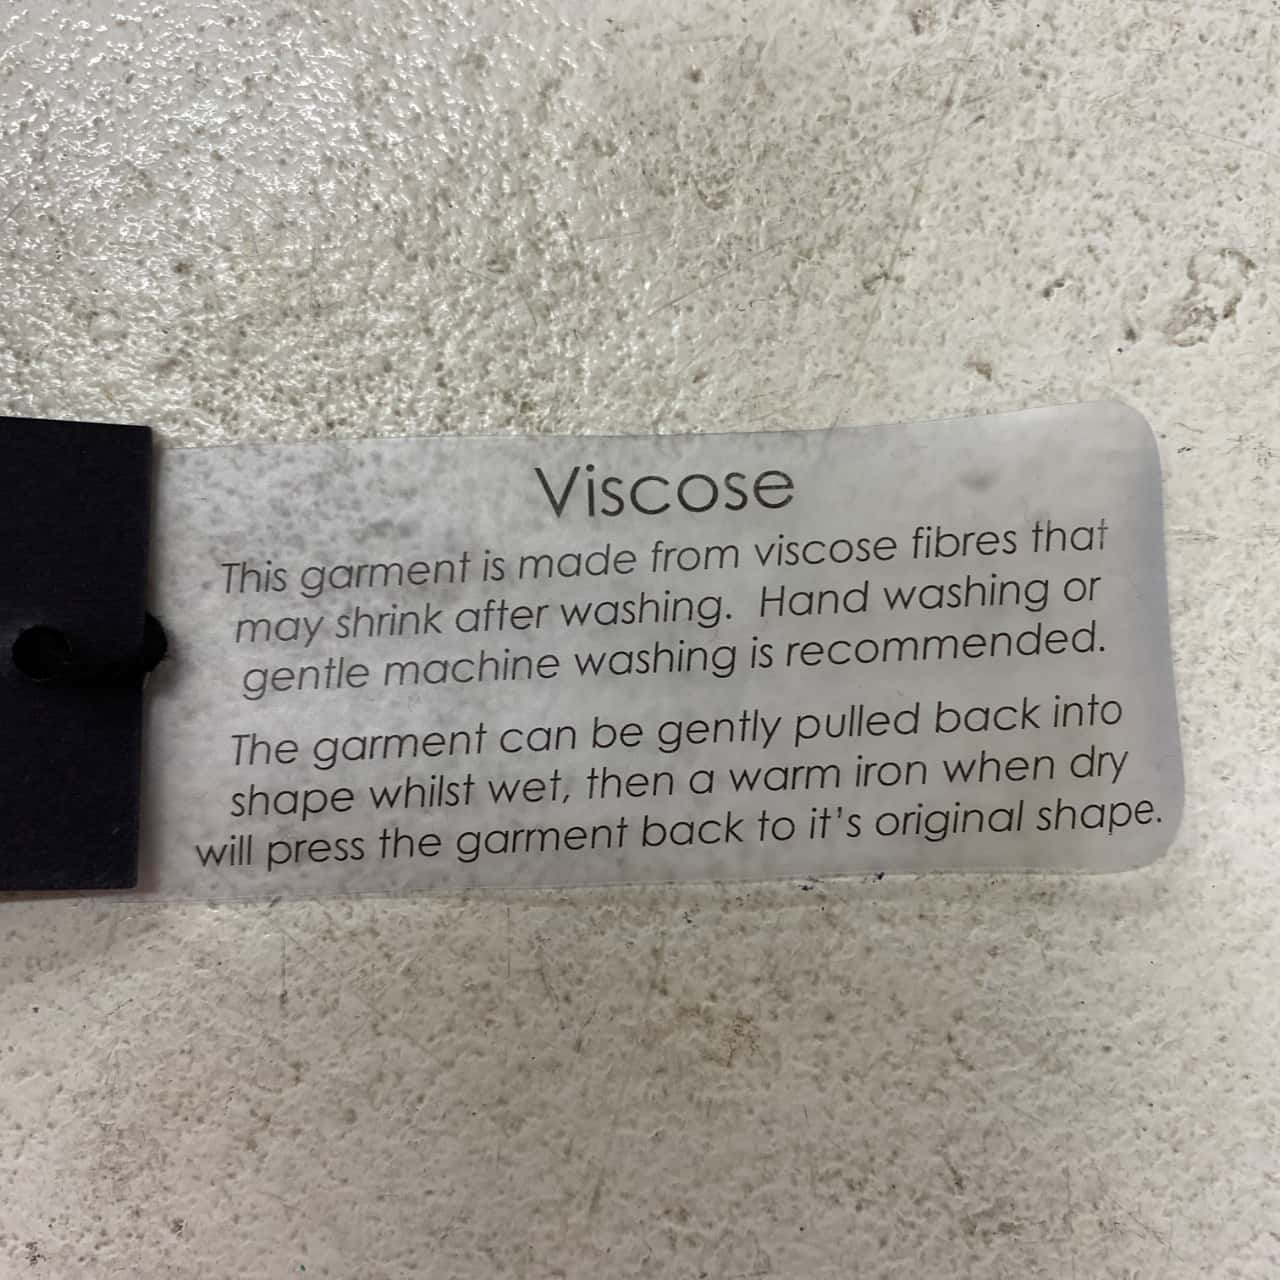 Viscose
This garment is made from viscose fibres that
may shrink after washing.  Hand washing or
gentle machine washing is recommended.
The garment can be gently pulled back into
shape whilst wet, then a warm iron when dry
will press the garment back to it's original shape.